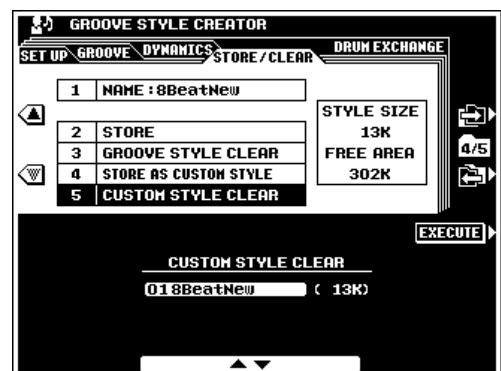 GROOVE STYLE CREATOR
SET UP GROOVE DYNAMICS STORE/CLEAR DRUM EXCHANGE
1 NAME :8BeatNew
STYLE SIZE
2 STORE 13K
3 GROOVE STYLE CLEAR FREE AREA
4/5
4 STORE AS CUSTOM STYLE 302K
5 CUSTOM STYLE CLEAR
EXECUTE
CUSTOM STYLE CLEAR
018BeatNew ( 13K)